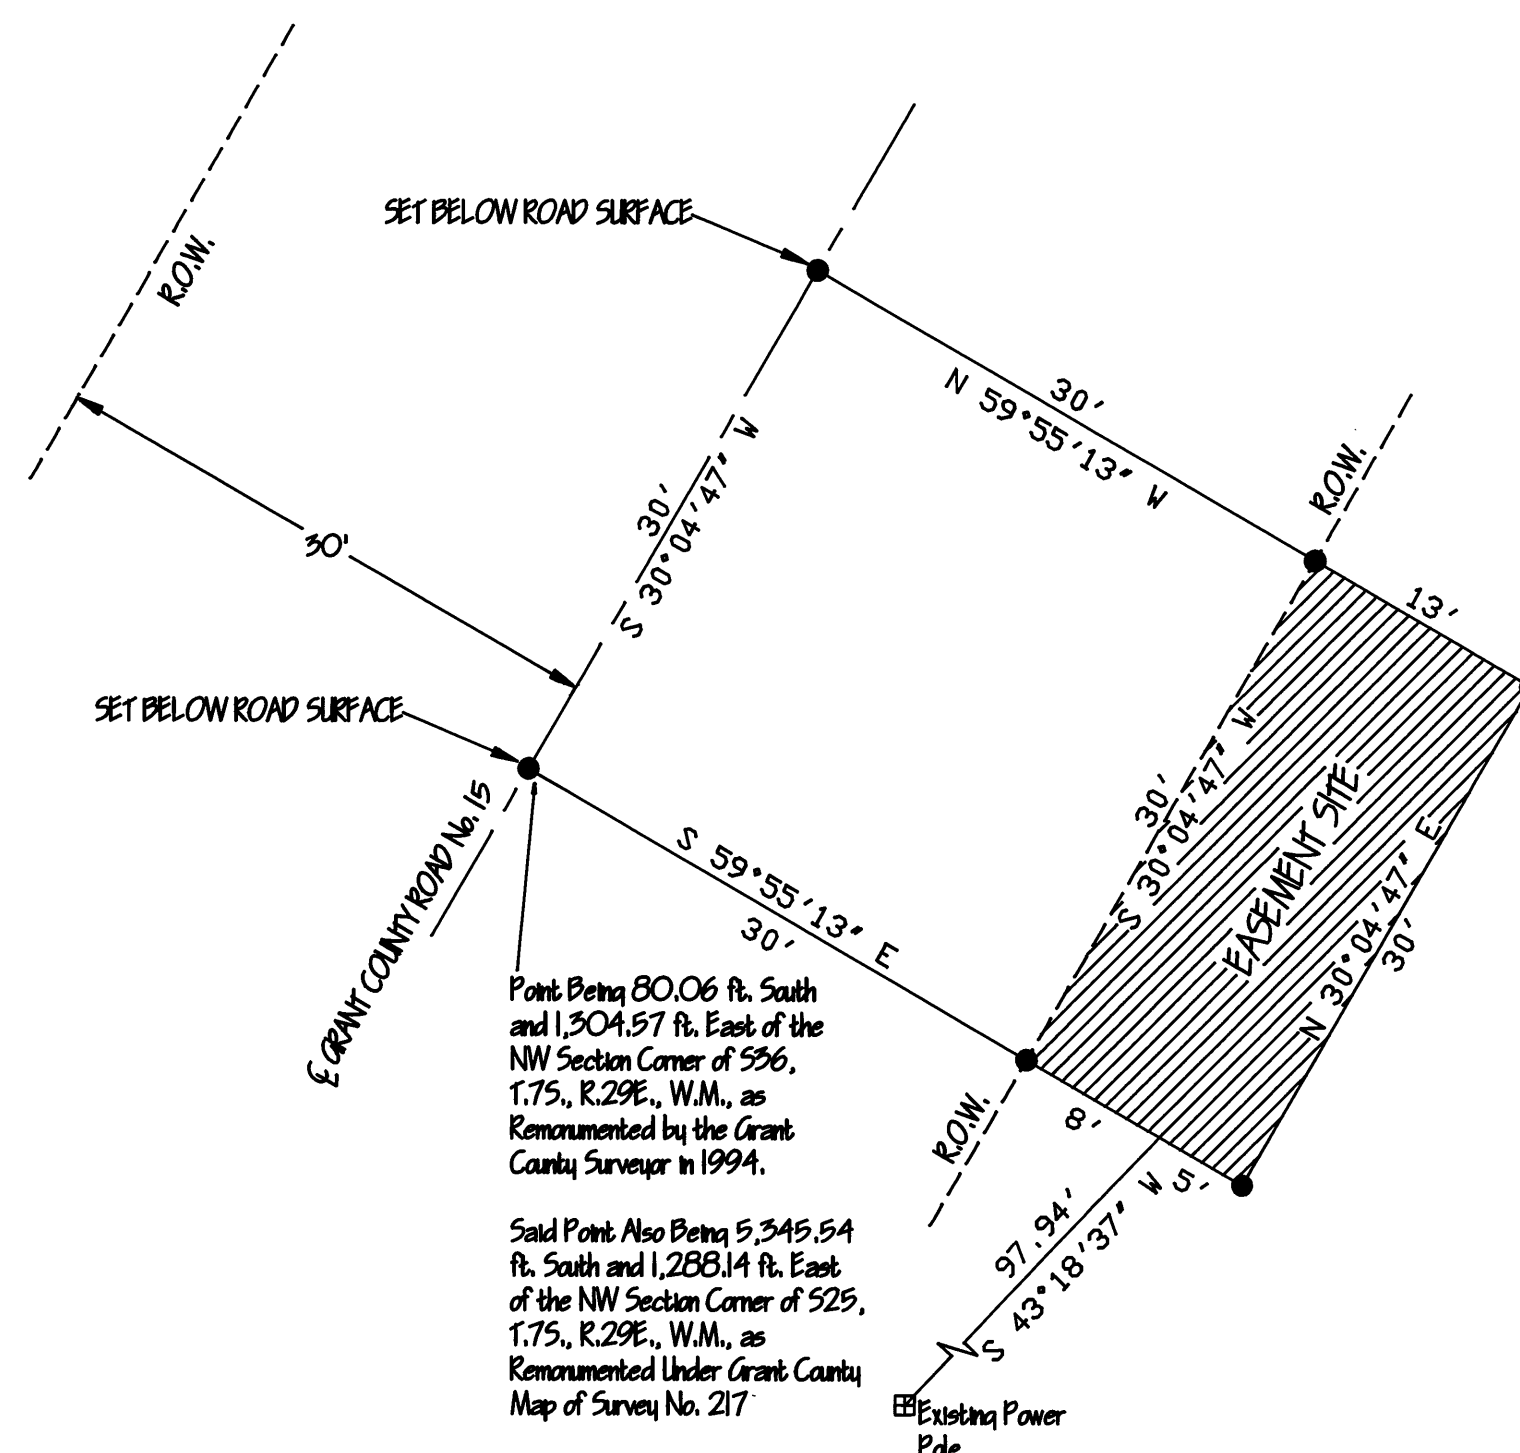 SET BELOW ROAD SURFACE
R.O.W.
30'
N 59°55'13" W
R.O.W.
30'
S 30°04'47" W
30'
13'
SET BELOW ROAD SURFACE
℄ GRANT COUNTY ROAD No. 15
S 59°55'13" E
30'
30'
S 30°04'47" W
EASEMENT SITE
N 30°04'47" E
30'
Point Being 80.06 ft. South
and 1,304.57 ft. East of the
NW Section Corner of S36,
T.7S., R.29E., W.M., as
Remonumented by the Grant
County Surveyor in 1994.
R.O.W.
8'
5'
97.94'
S 43°18'37" W
Said Point Also Being 5,345.54
ft. South and 1,288.14 ft. East
of the NW Section Corner of S25,
T.7S., R.29E., W.M., as
Remonumented Under Grant County
Map of Survey No. 217
Existing Power
Pole